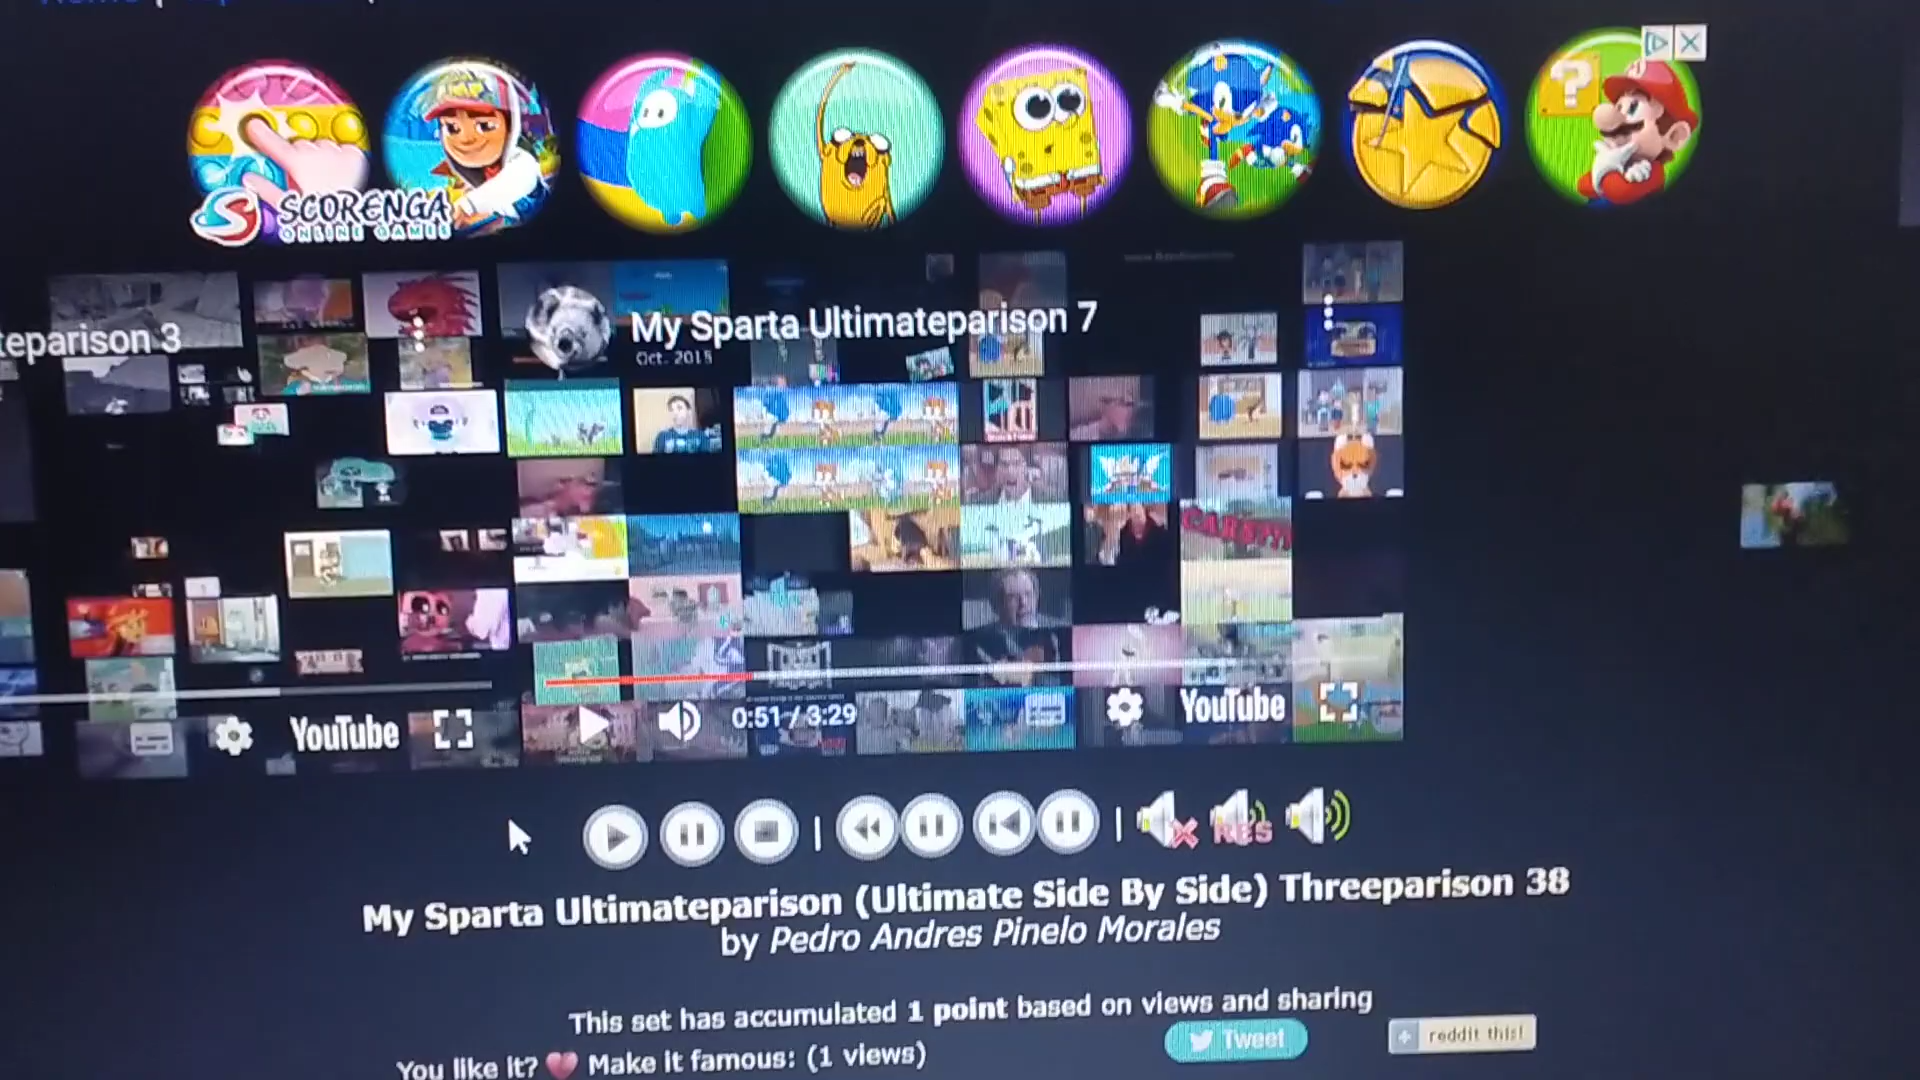 SCORENGA
ONLINE GAMES
teparison 3
My Sparta Ultimateparison 7
Oct. 2015
YouTube
0:51 / 3:29
YouTube
RES
My Sparta Ultimateparison (Ultimate Side By Side) Threeparison 38
by Pedro Andres Pinelo Morales
This set has accumulated 1 point based on views and sharing
Tweet
reddit this!
You like it? Make it famous: (1 views)